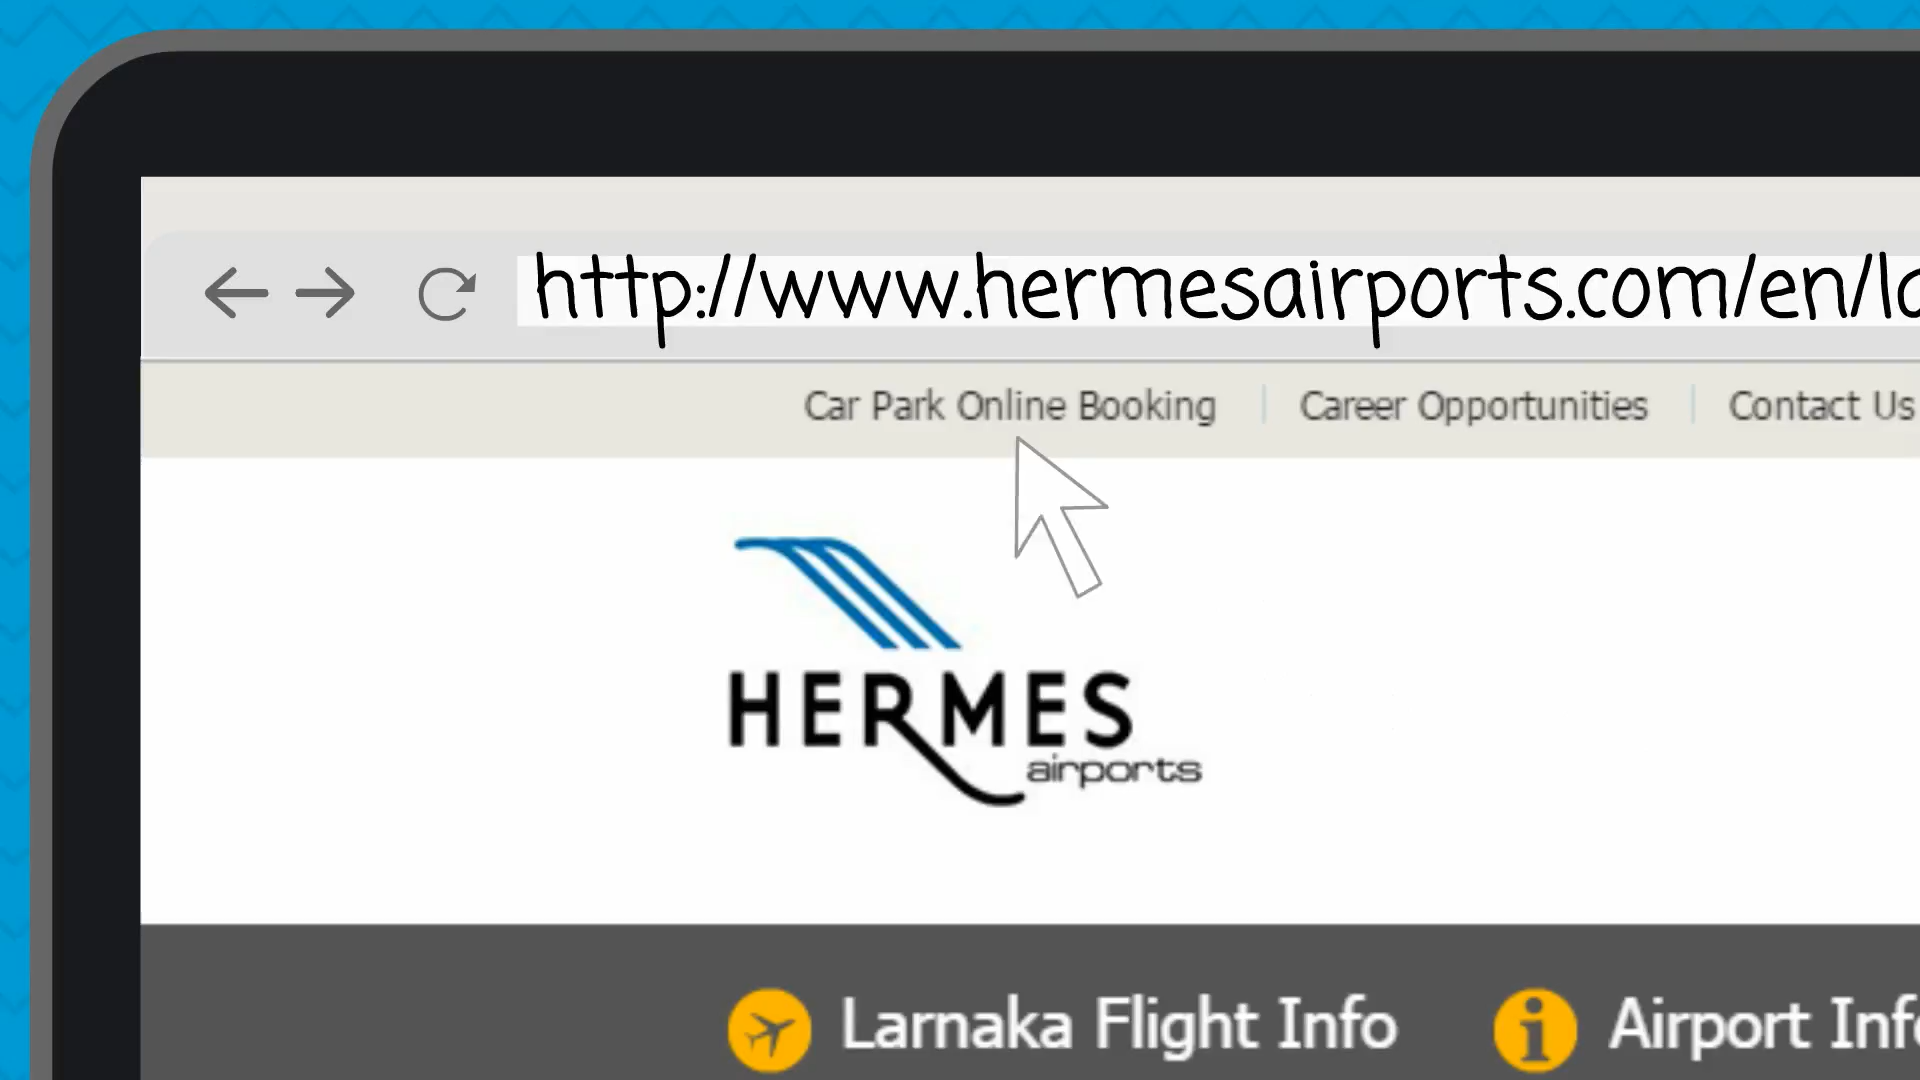 http://www.hermesairports.com/en/
Car Park Online Booking
Career Opportunities
Contact Us
HERMES
airports
Larnaka Flight Info
Airport